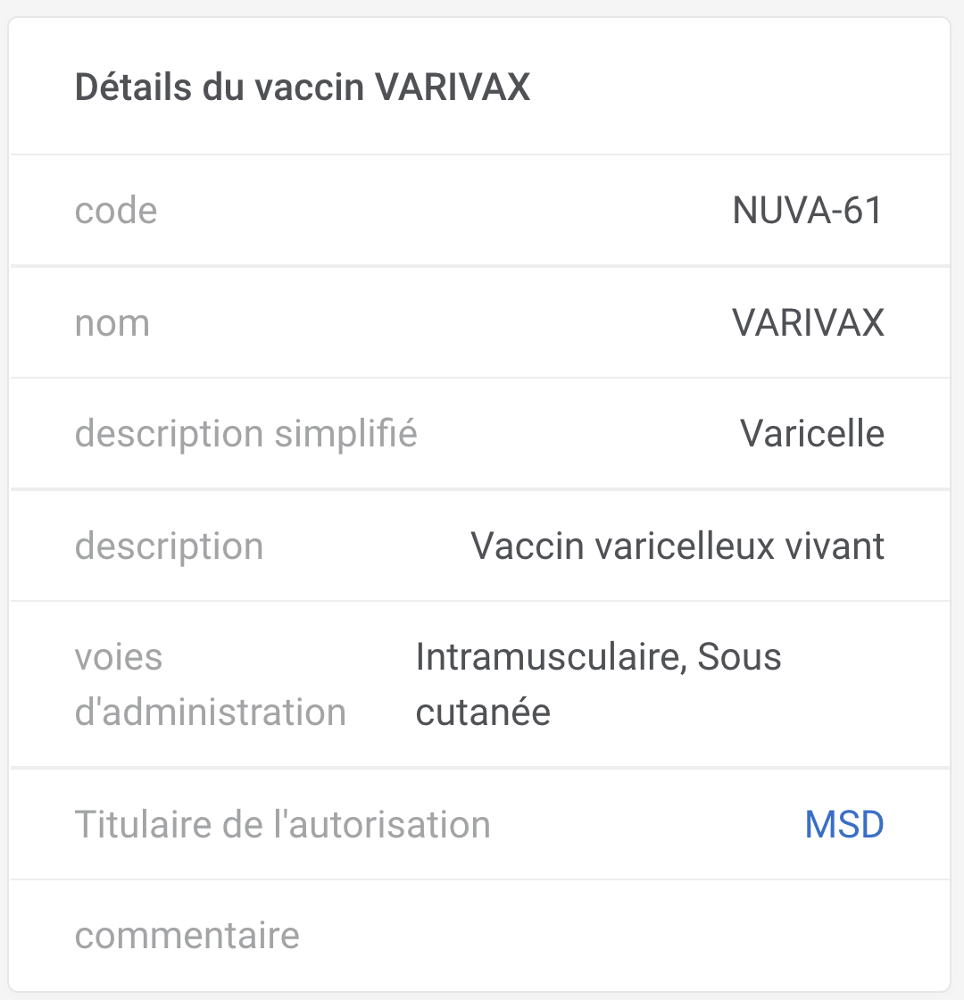 Détails du vaccin VARIVAX
code NUVA-61
nom VARIVAX
description simplifié Varicelle
description Vaccin varicelleux vivant
voies Intramusculaire, Sous
d'administration cutanée
Titulaire de l'autorisation MSD
commentaire